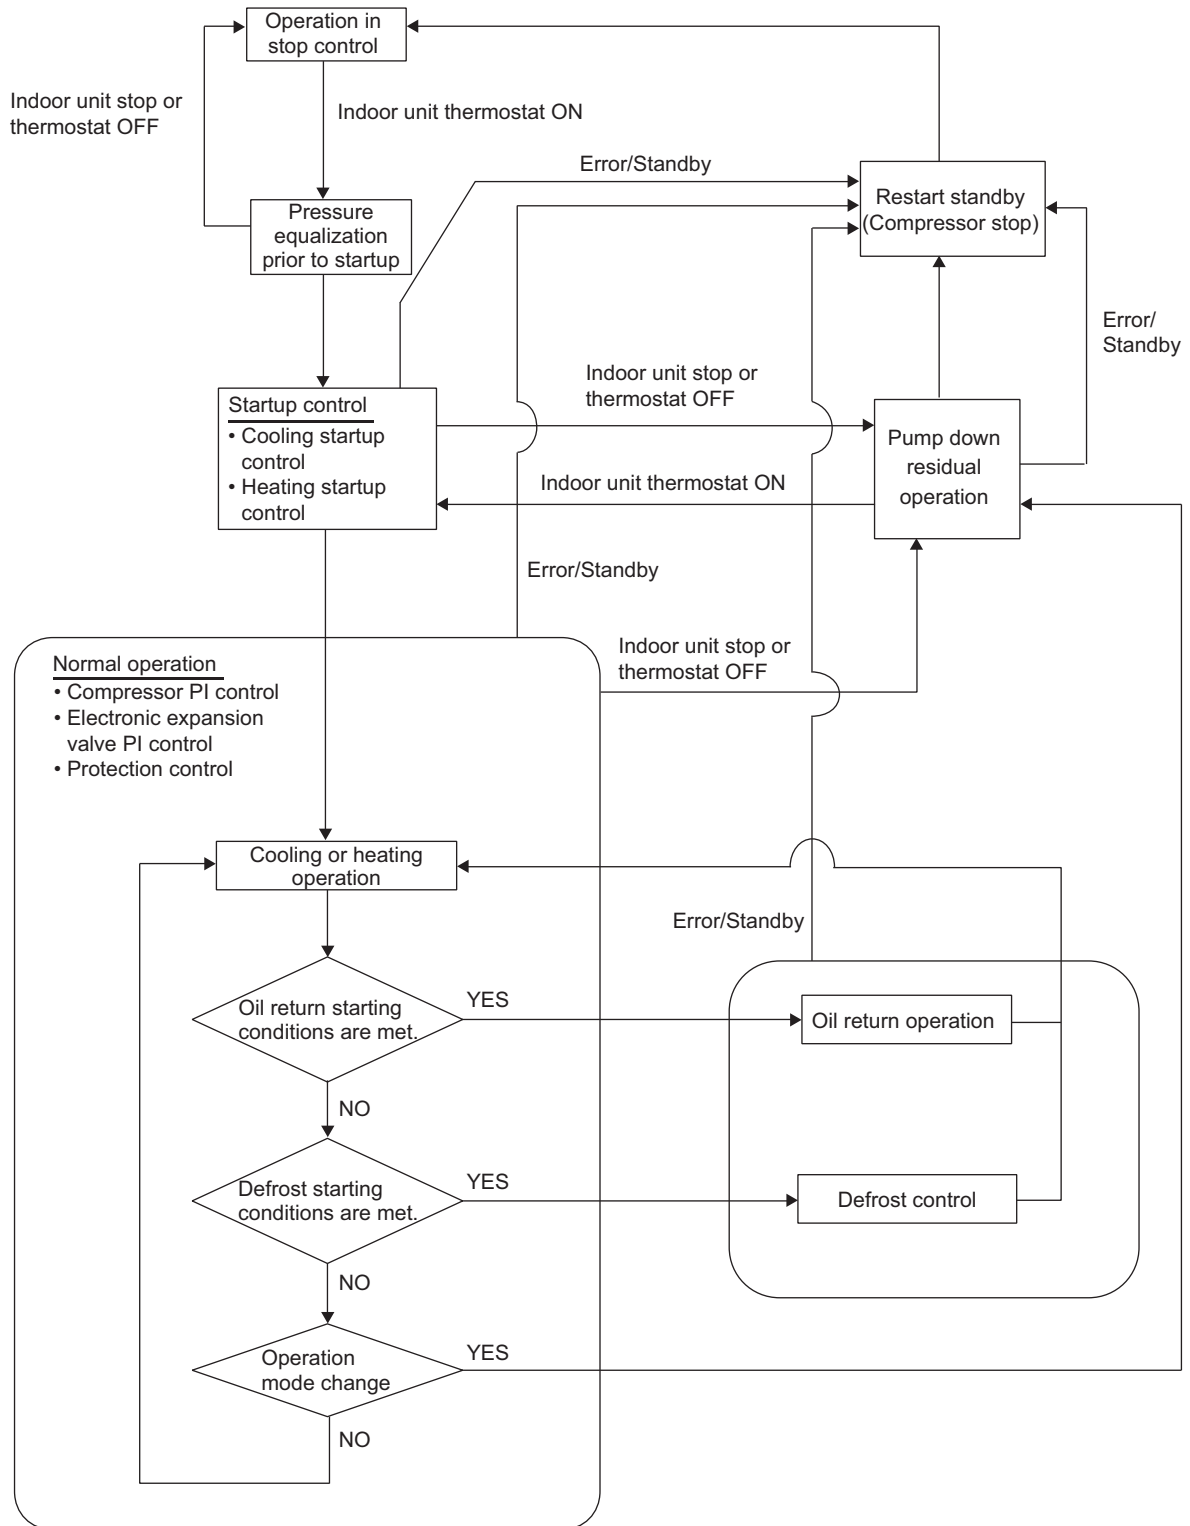 Operation in
stop control
Indoor unit stop or
thermostat OFF
Indoor unit thermostat ON
Error/Standby
Restart standby
(Compressor stop)
Pressure
equalization
prior to startup
Error/
Standby
Indoor unit stop or
thermostat OFF
Startup control
• Cooling startup
control
• Heating startup
control
Pump down
residual
operation
Indoor unit thermostat ON
Error/Standby
Indoor unit stop or
thermostat OFF
Normal operation
• Compressor PI control
• Electronic expansion
valve PI control
• Protection control
Cooling or heating
operation
Error/Standby
Oil return starting
conditions are met.
YES
Oil return operation
NO
Defrost starting
conditions are met.
YES
Defrost control
NO
Operation
mode change
YES
NO